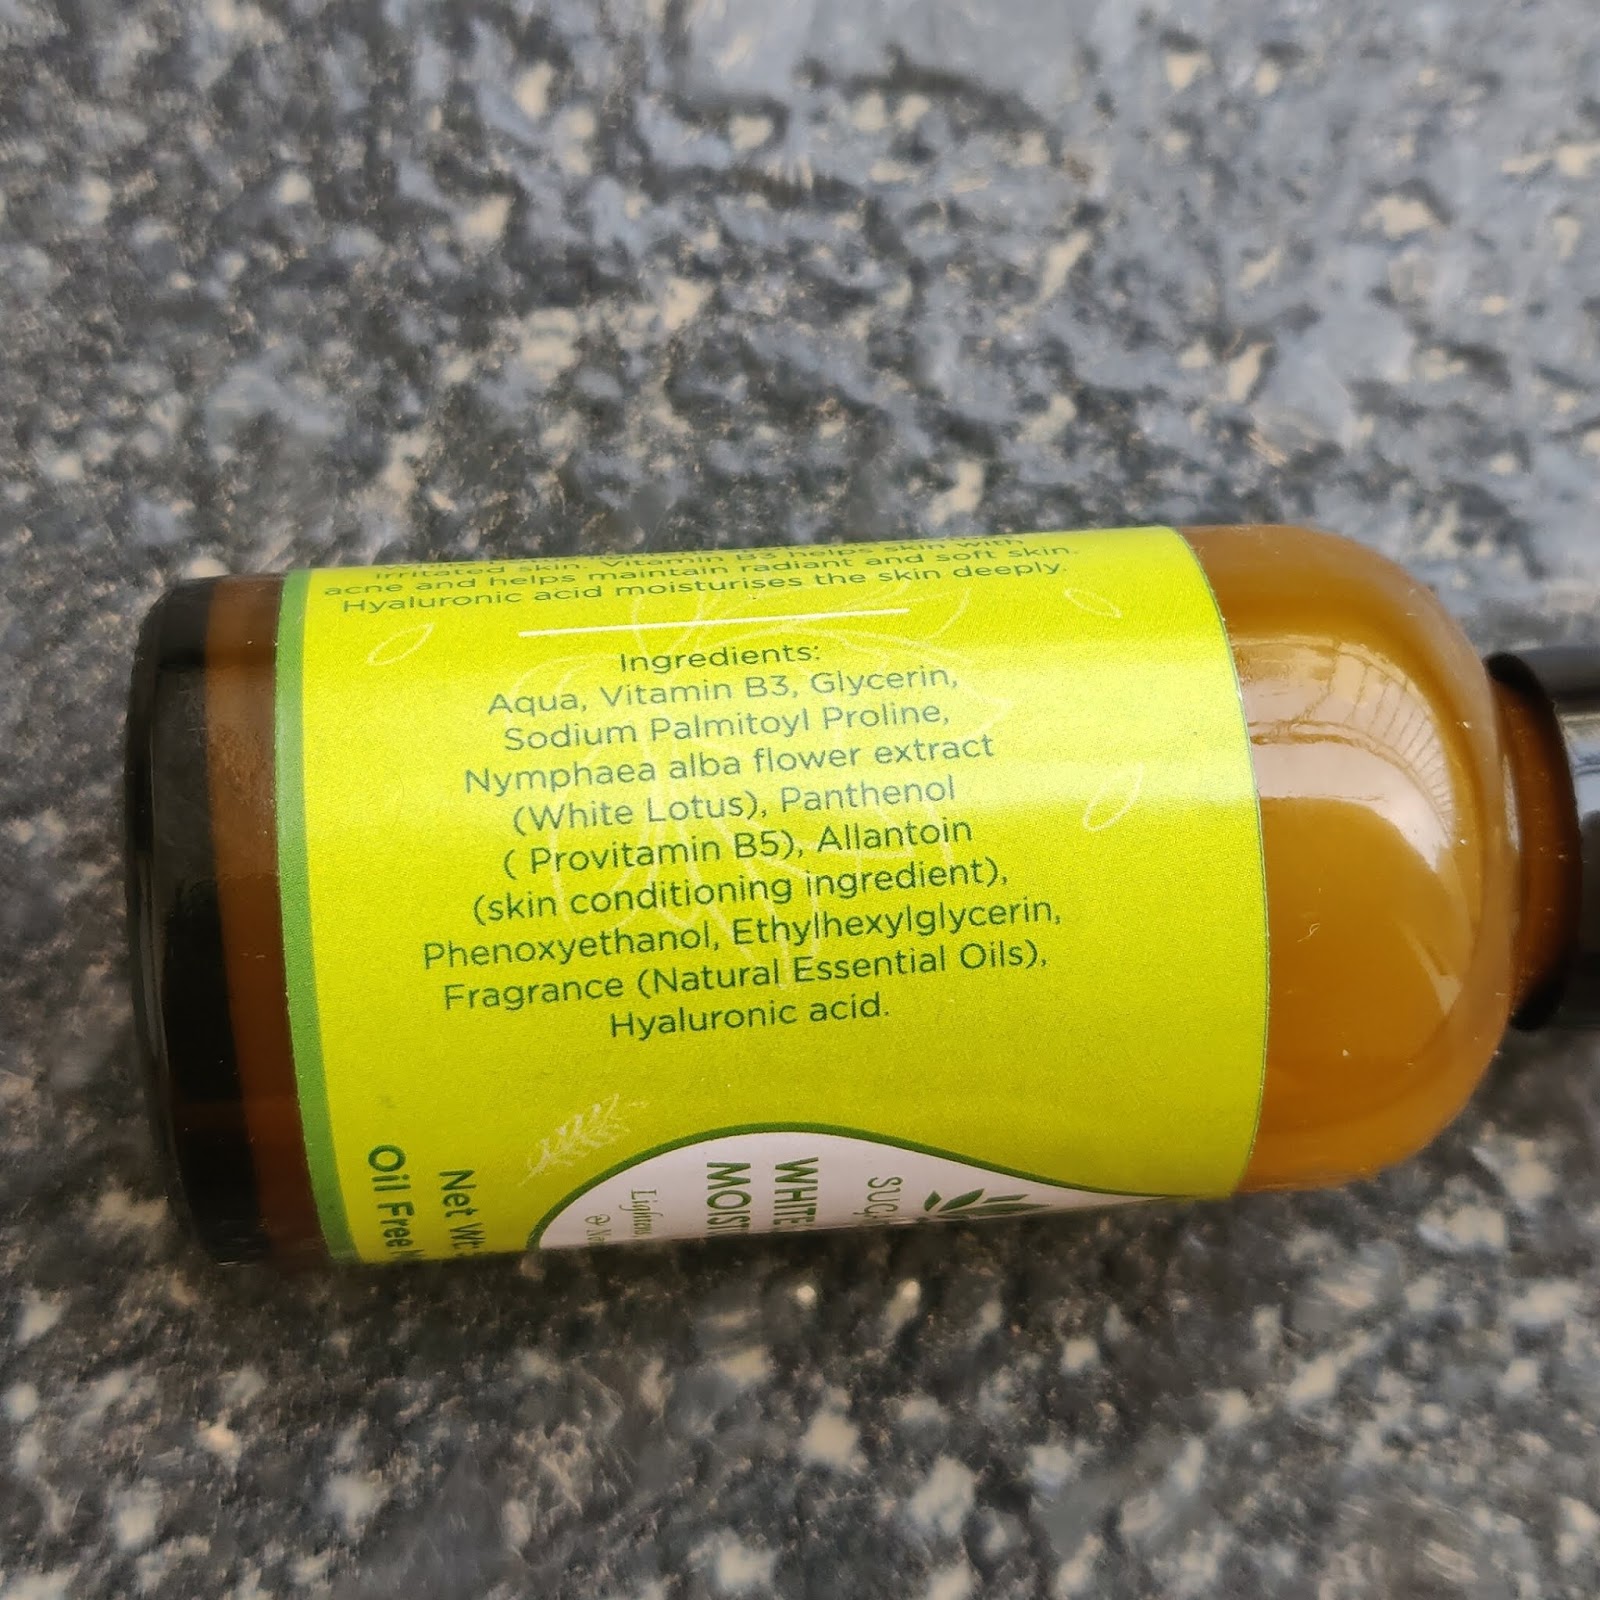 irritated skin. Vitamin B3 helps skin with
acne and helps maintain radiant and soft skin.
Hyaluronic acid moisturises the skin deeply.
Ingredients:
Aqua, Vitamin B3, Glycerin,
Sodium Palmitoyl Proline,
Nymphaea alba flower extract
(White Lotus), Panthenol
( Provitamin B5), Allantoin
(skin conditioning ingredient),
Phenoxyethanol, Ethylhexylglycerin,
Fragrance (Natural Essential Oils),
Hyaluronic acid.
WHITE
MOIS
Lighten
Net Wt:
Oil Free